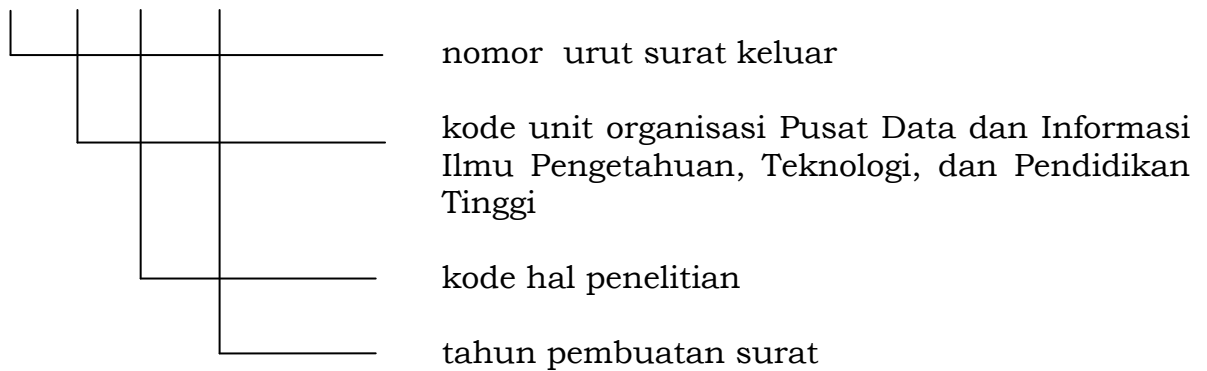 nomor urut surat keluar
kode unit organisasi Pusat Data dan Informasi
Ilmu Pengetahuan, Teknologi, dan Pendidikan
Tinggi
kode hal penelitian
tahun pembuatan surat